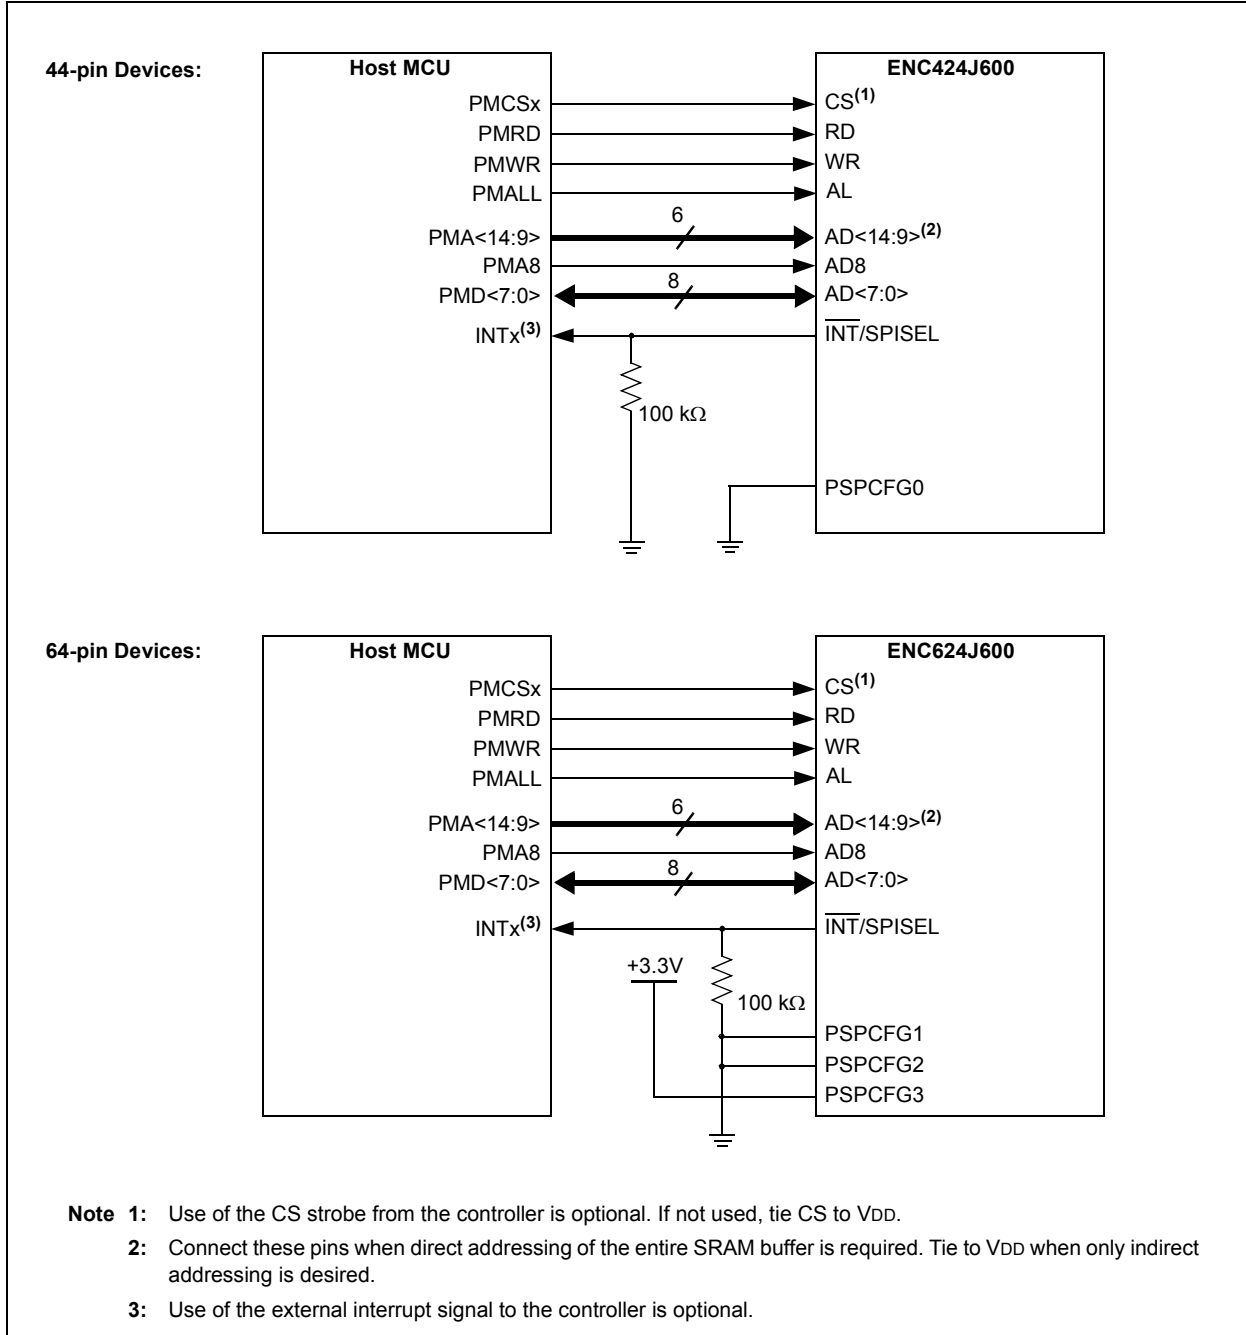 44-pin Devices:
Host MCU
ENC424J600
PMCSx
CS(1)
PMRD
RD
PMWR
WR
PMALL
AL
6
PMA<14:9>
AD<14:9>(2)
PMA8
AD8
8
PMD<7:0>
AD<7:0>
INTx(3)
INT/SPISEL
100 kΩ
PSPCFG0
64-pin Devices:
Host MCU
ENC624J600
PMCSx
CS(1)
PMRD
RD
PMWR
WR
PMALL
AL
6
PMA<14:9>
AD<14:9>(2)
PMA8
AD8
8
PMD<7:0>
AD<7:0>
INTx(3)
INT/SPISEL
+3.3V
100 kΩ
PSPCFG1
PSPCFG2
PSPCFG3
Note 1: Use of the CS strobe from the controller is optional. If not used, tie CS to VDD.
2: Connect these pins when direct addressing of the entire SRAM buffer is required. Tie to VDD when only indirect
addressing is desired.
3: Use of the external interrupt signal to the controller is optional.